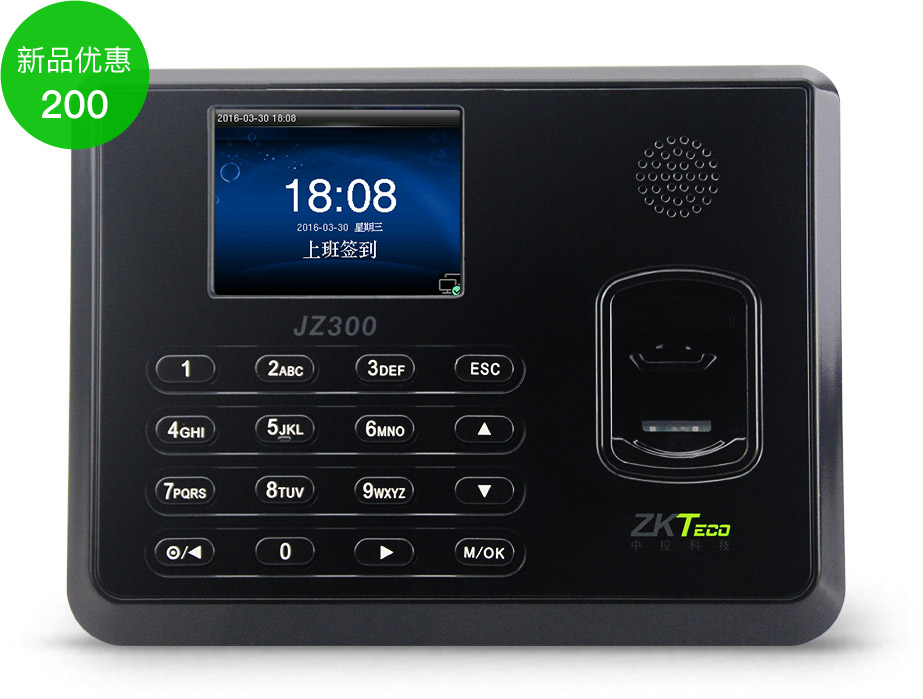 新品优惠
200
2016-03-30 18:08
18:08
2016-03-30 星期三
上班签到
JZ300
1 2ABC 3DEF ESC
4GHI 5JKL 6MNO ▲
7PQRS 8TUV 9WXYZ ▼
⊙/◀ 0 ▶ M/OK
ZKTECO
中控科技